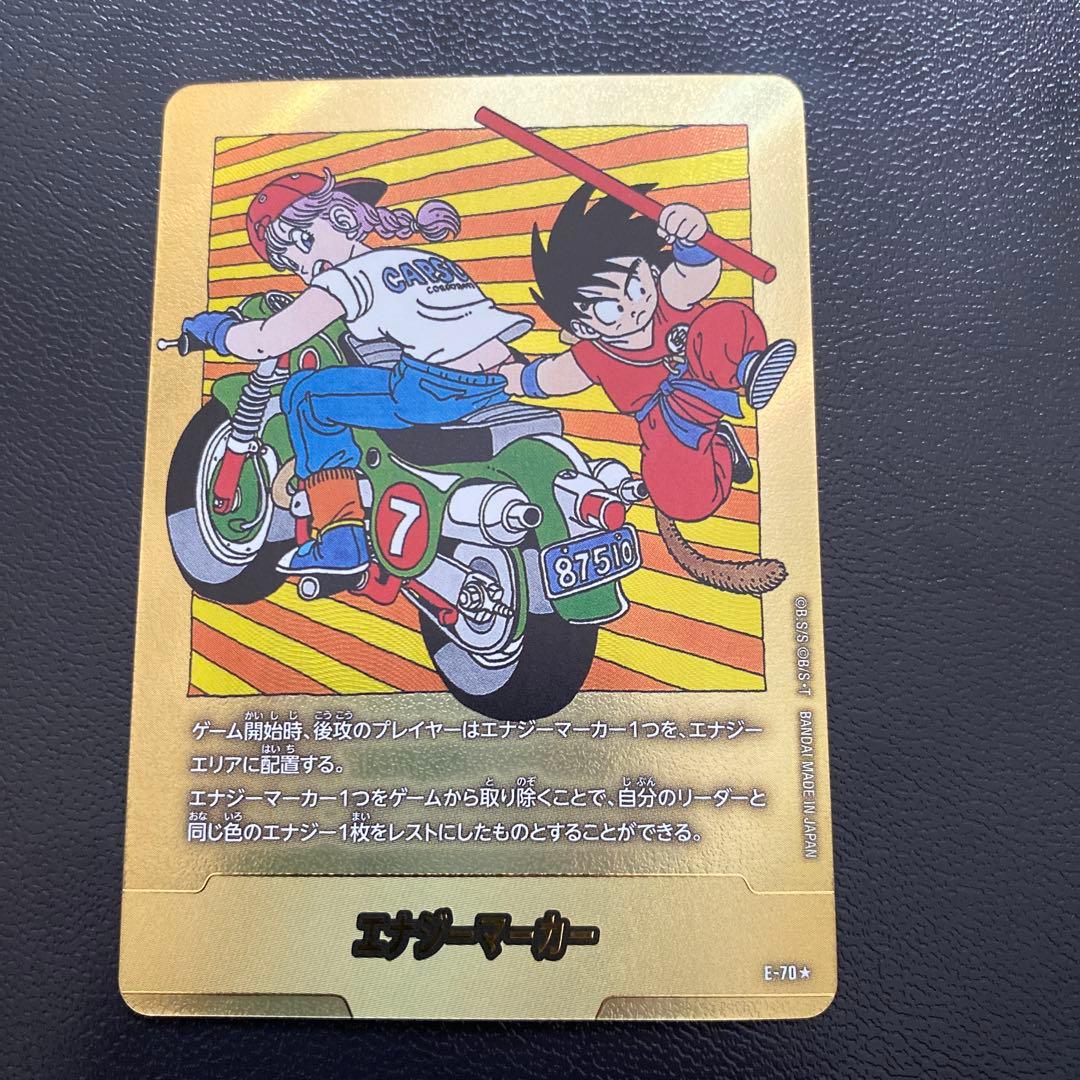 CAPSU
CORPORATI
7
87510
ゲーム開始時、後攻のプレイヤーはエナジーマーカー1つを、エナジー
エリアに配置する。
エナジーマーカー1つをゲームから取り除くことで、自分のリーダーと
同じ色のエナジー1枚をレストにしたものとすることができる。
©B.S/S ©B/S・T BANDAI MADE IN JAPAN
エナジーマーカー
E-70★